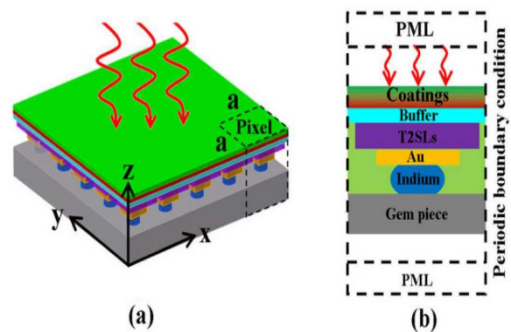 a
a
Pixel
z
y
x
(a)
(b)
PML
Coatings
Buffer
T2SLs
Au
Indium
Gem piece
PML
Periodic boundary condition